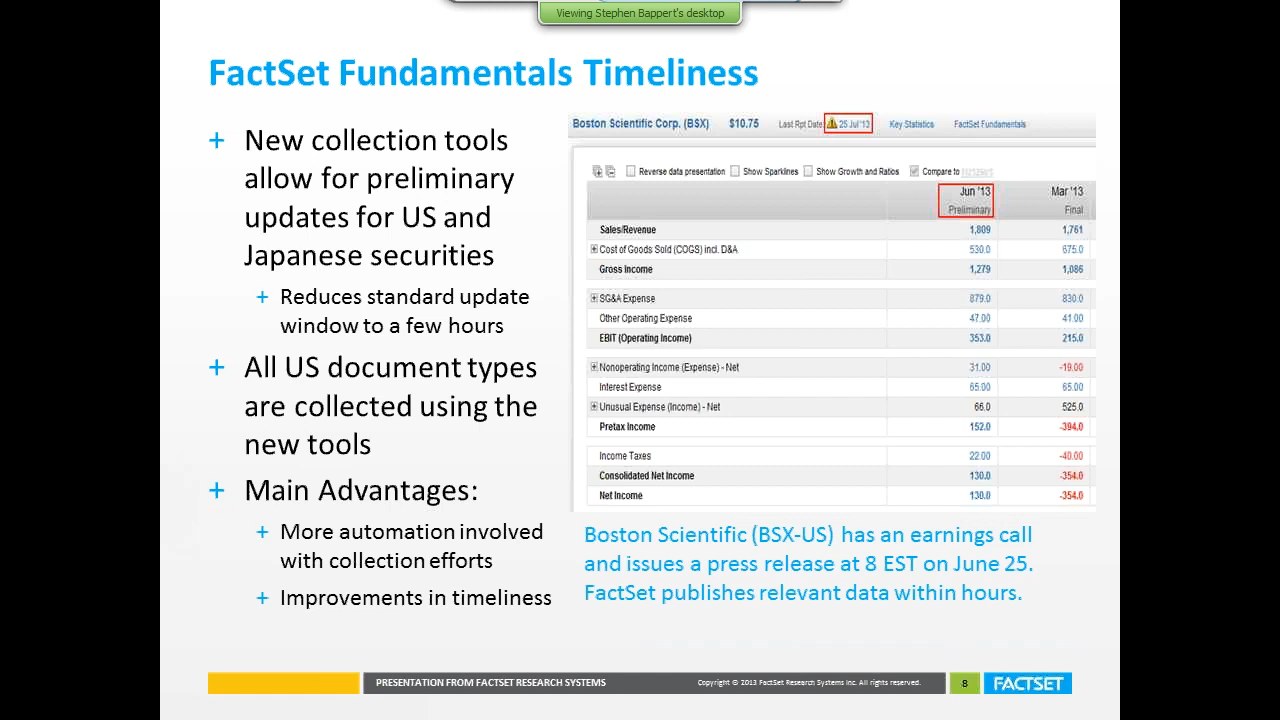 Viewing Stephen Bappert's desktop
FactSet Fundamentals Timeliness
+ New collection tools
allow for preliminary
updates for US and
Japanese securities
+ Reduces standard update
window to a few hours
+ All US document types
are collected using the
new tools
+ Main Advantages:
+ More automation involved
with collection efforts
+ Improvements in timeliness
Boston Scientific Corp. (BSX) $10.75 Last Rpt Date: 25 Jul '13 Key Statistics FactSet Fundamentals
Reverse data presentation Show Sparklines Show Growth and Ratios Compare to
Jun '13 Mar '13
Preliminary Final
Sales/Revenue 1,809 1,761
Cost of Goods Sold (COGS) incl. D&A 530.0 675.0
Gross Income 1,279 1,086
SG&A Expense 879.0 830.0
Other Operating Expense 47.00 41.00
EBIT (Operating Income) 353.0 215.0
Nonoperating Income (Expense) - Net 31.00 -19.00
Interest Expense 65.00 65.00
Unusual Expense (Income) - Net 66.0 525.0
Pretax Income 152.0 -394.0
Income Taxes 22.00 -40.00
Consolidated Net Income 130.0 -354.0
Net Income 130.0 -354.0
Boston Scientific (BSX-US) has an earnings call
and issues a press release at 8 EST on June 25.
FactSet publishes relevant data within hours.
PRESENTATION FROM FACTSET RESEARCH SYSTEMS
Copyright © 2013 FactSet Research Systems Inc. All rights reserved.
8
FACTSET